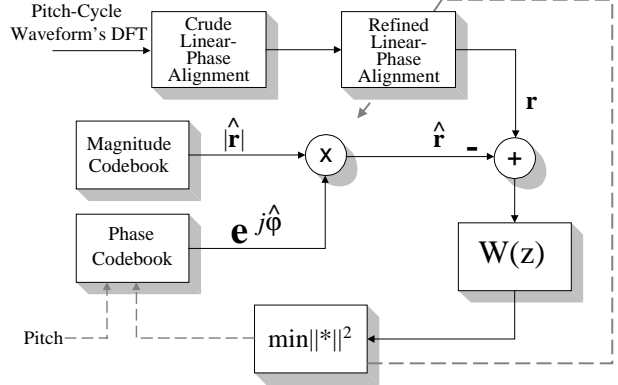 Pitch-Cycle
Waveform's DFT
Crude
Linear-
Phase
Alignment
Refined
Linear-
Phase
Alignment
r
Magnitude
Codebook
|r̂|
x
r̂
-
+
Phase
Codebook
e^{jφ̂}
W(z)
Pitch
min||*||²